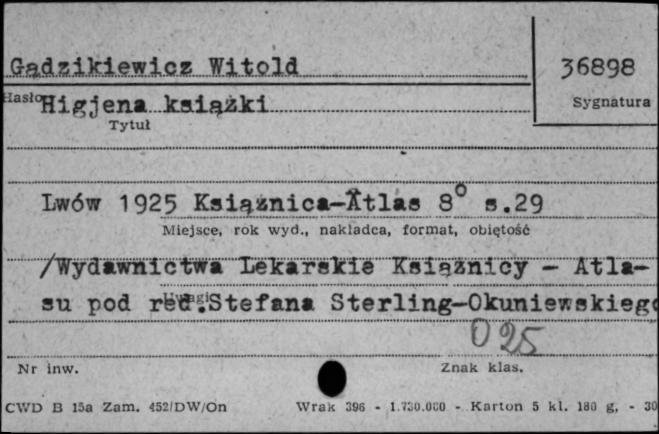 Gądzikiewicz Witold
36898
Hasło
Higjena książki
Sygnatura
Tytuł
Lwów 1925 Książnica-Atlas 8° s.29
Miejsce, rok wyd., nakładca, format, objętość
/Wydawnictwa Lekarskie Książnicy - Atla-
su pod red. Stefana Sterling-Okuniewskiego
Uwagi
025
Nr inw.
Znak klas.
CWD B 15a Zam. 452/DW/On
Wrak 396 - 1.730.000 - Karton 5 kl. 180 g, - 30